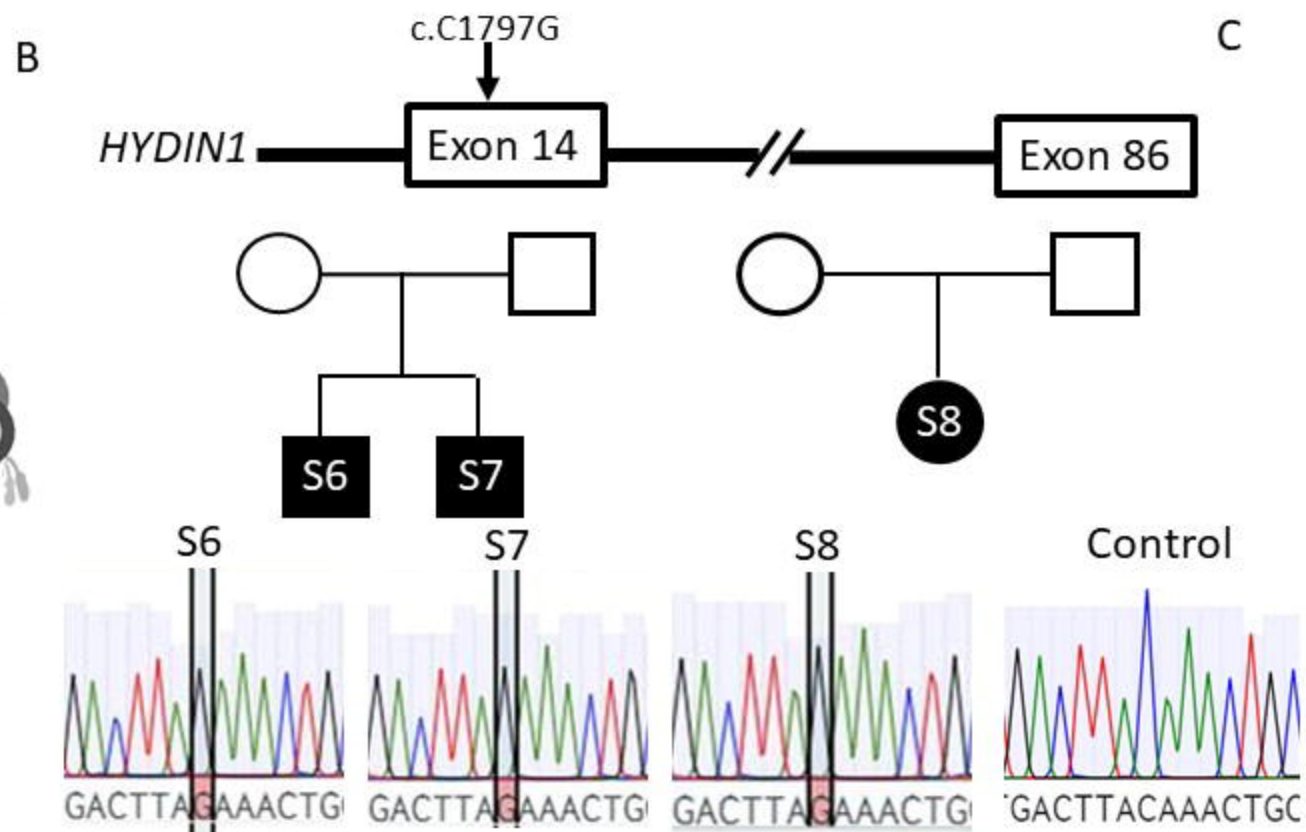 B
C
c.C1797G
HYDIN1
Exon 14
Exon 86
S6
S7
S8
S6
S7
S8
Control
GACTTAGAAACTG
GACTTAGAAACTG
GACTTAGAAACTG
GACTTACAAACTGC